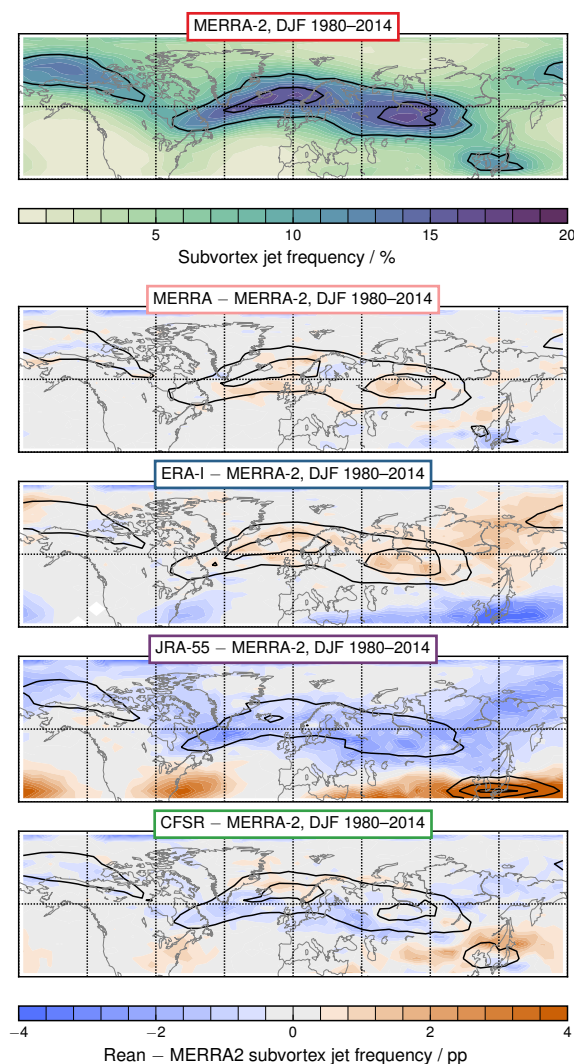 MERRA-2, DJF 1980–2014
5 10 15 20
Subvortex jet frequency / %
MERRA − MERRA-2, DJF 1980–2014
ERA-I − MERRA-2, DJF 1980–2014
JRA-55 − MERRA-2, DJF 1980–2014
CFSR − MERRA-2, DJF 1980–2014
−4 −2 0 2 4
Rean − MERRA2 subvortex jet frequency / pp